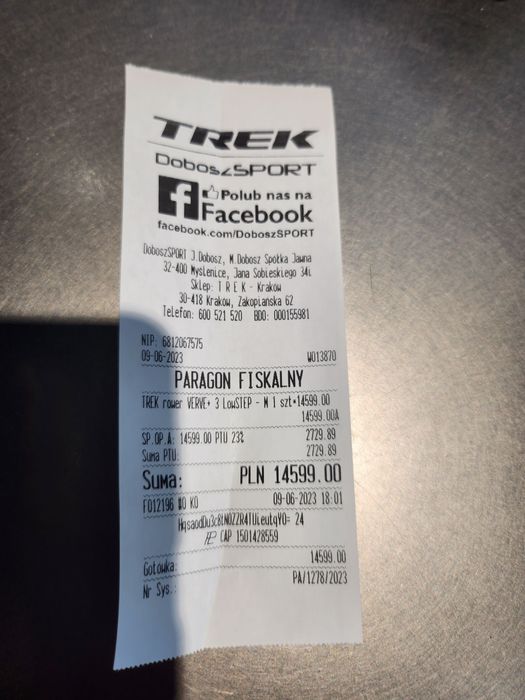 TREK
DoboszSPORT
Polub nas na
Facebook
facebook.com/DoboszSPORT
DoboszSPORT J.Dobosz, M.Dobosz Spółka Jawna
32-400 Myślenice, Jana Sobieskiego 34i
Sklep: T R E K - Kraków
30-418 Kraków, Zakopiańska 62
Telefon: 600 521 520 BDO: 000155981
NIP: 6812067575
09-06-2023 W013870
PARAGON FISKALNY
TREK rower VERVE+ 3 LowSTEP - M 1 szt*14599.00
14599.00A
SP.OP.A: 14599.00 PTU 23% 2729.89
Suma PTU: 2729.89
Suma: PLN 14599.00
F012196 #0 KO 09-06-2023 18:01
24
CAP 1501428559
Gotówka: 14599.00
Nr Sys.: PA/1278/2023